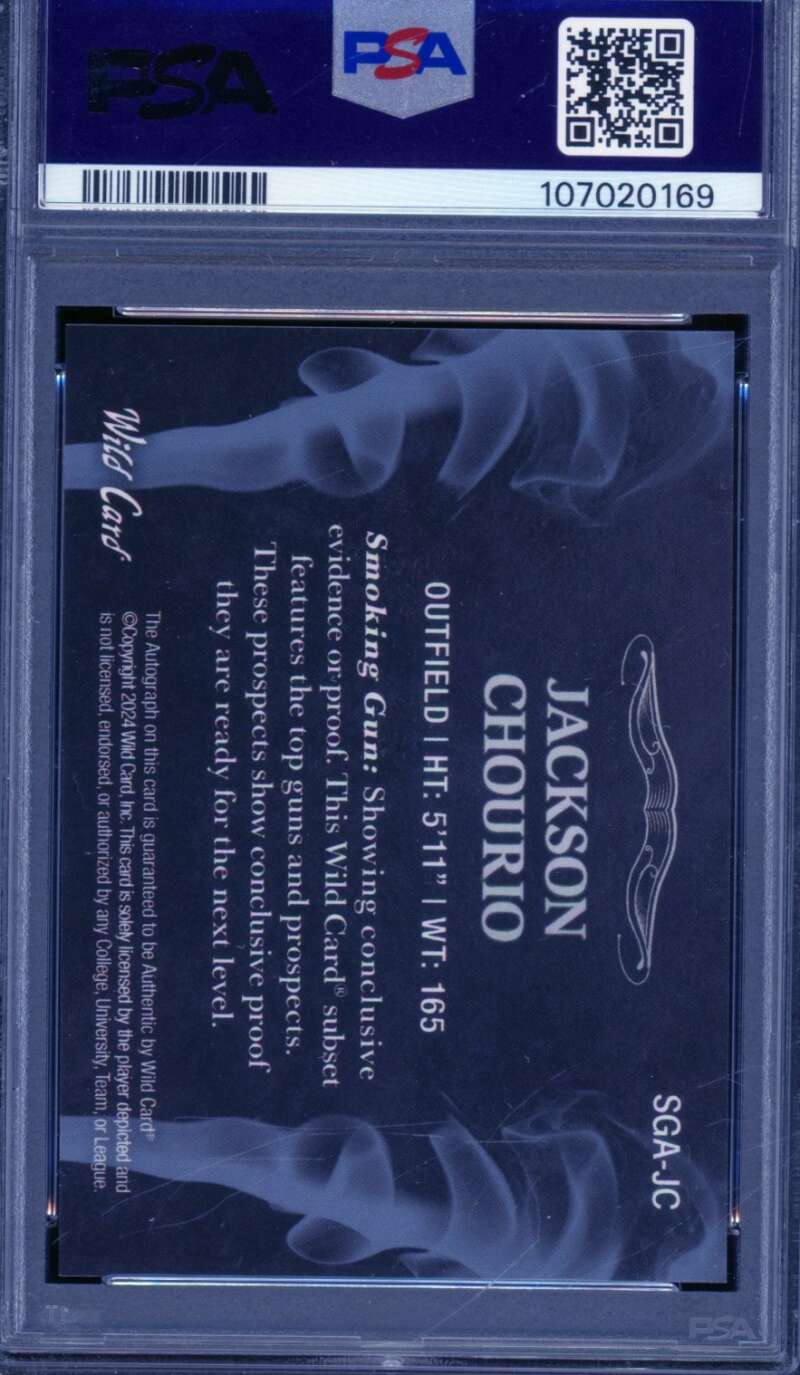 PSA
PSA
107020169
SGA-JC
JACKSON
CHOURIO
OUTFIELD | HT: 5'11" | WT: 165
Smoking Gun: Showing conclusive
evidence or proof. This Wild Card® subset
features the top guns and prospects.
These prospects show conclusive proof
they are ready for the next level.
Wild Card
The Autograph on this card is guaranteed to be Authentic by Wild Card®
©Copyright 2024 Wild Card, Inc. This card is solely licensed by the player depicted and
is not licensed, endorsed, or authorized by any College, University, Team, or League.
PSA